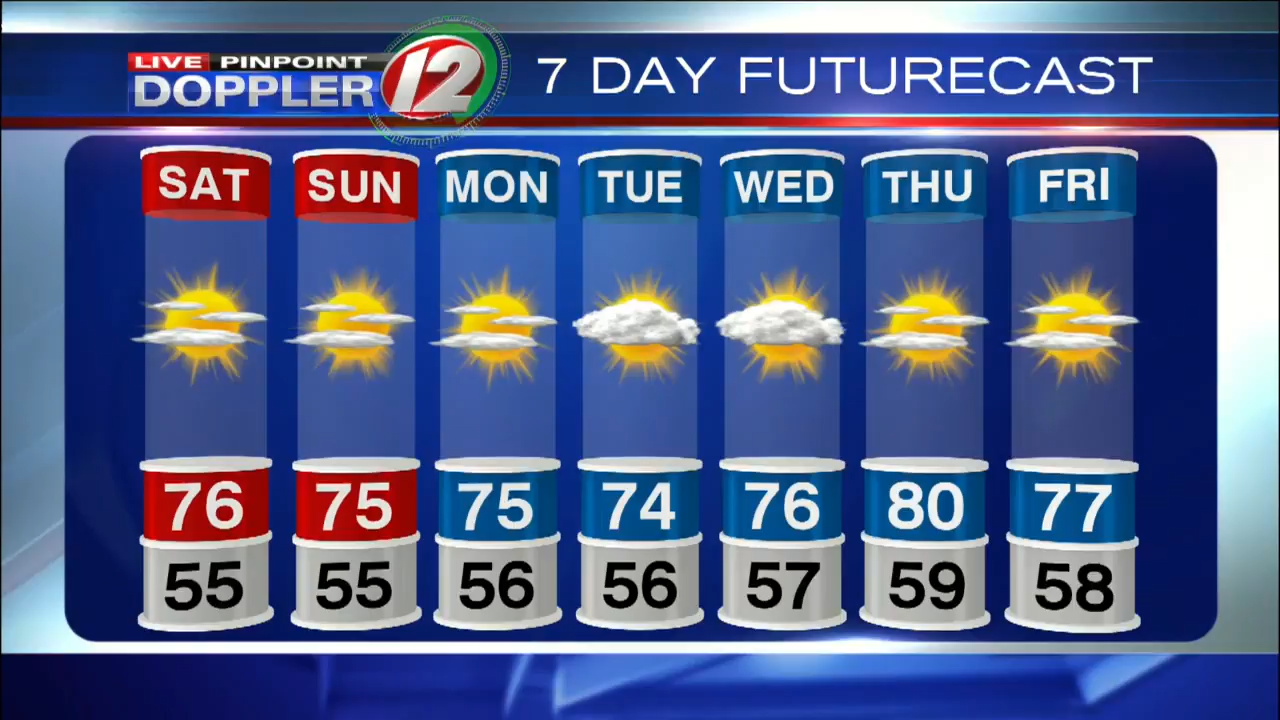 LIVE PINPOINT
DOPPLER 12
7 DAY FUTURECAST
SAT SUN MON TUE WED THU FRI
76 75 75 74 76 80 77
55 55 56 56 57 59 58